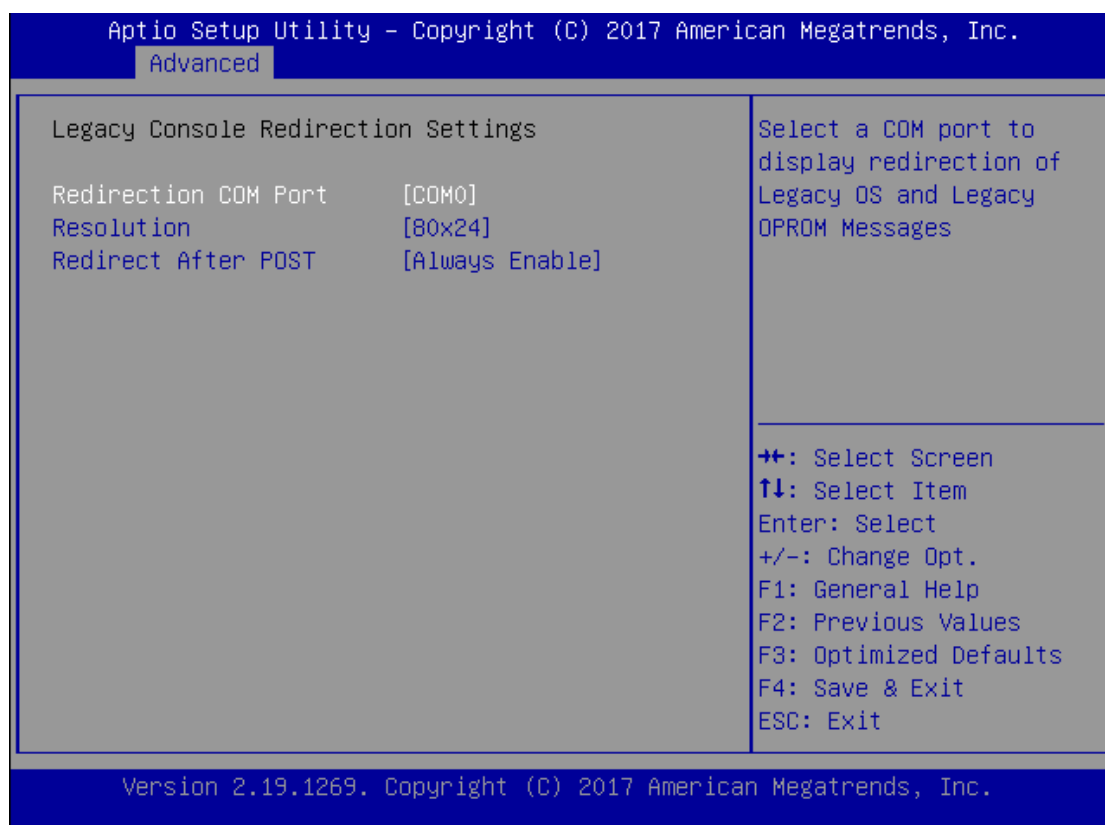 Aptio Setup Utility – Copyright (C) 2017 American Megatrends, Inc.
Advanced
Legacy Console Redirection Settings
Redirection COM Port [COM0]
Resolution [80x24]
Redirect After POST [Always Enable]
Select a COM port to
display redirection of
Legacy OS and Legacy
OPROM Messages
→←: Select Screen
↑↓: Select Item
Enter: Select
+/-: Change Opt.
F1: General Help
F2: Previous Values
F3: Optimized Defaults
F4: Save & Exit
ESC: Exit
Version 2.19.1269. Copyright (C) 2017 American Megatrends, Inc.